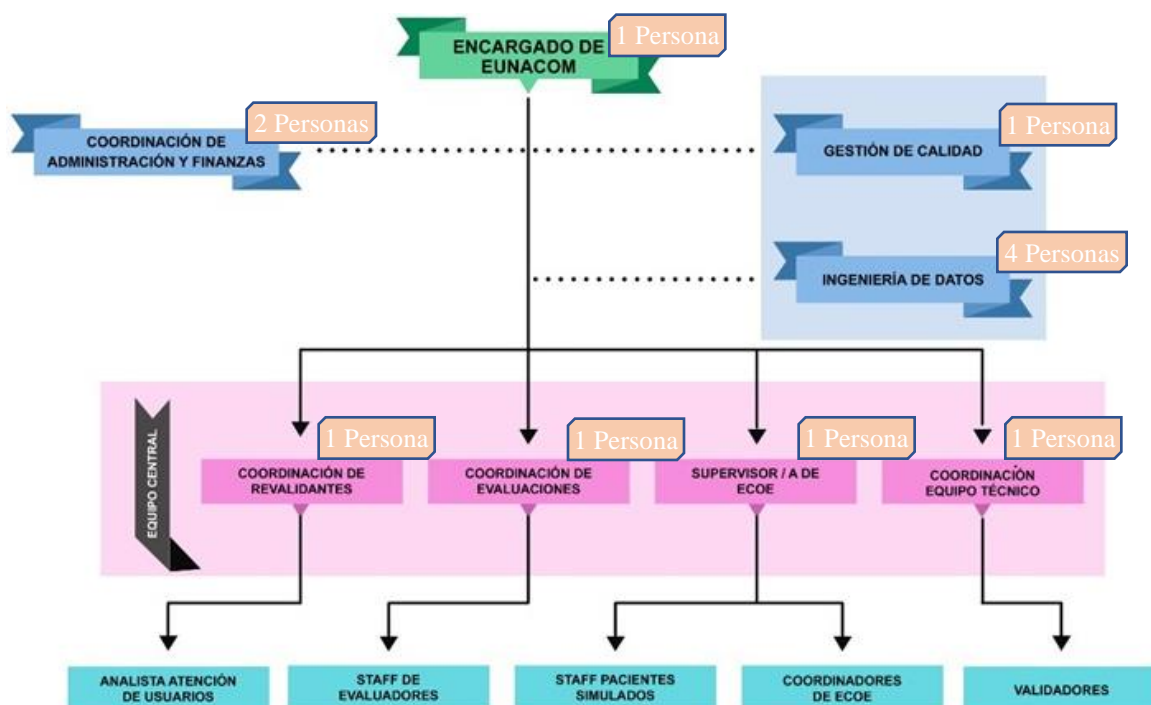 1 Persona
ENCARGADO DE
EUNACOM
2 Personas
COORDINACIÓN DE
ADMINISTRACIÓN Y FINANZAS
1 Persona
GESTIÓN DE CALIDAD
4 Personas
INGENIERÍA DE DATOS
EQUIPO CENTRAL
1 Persona
COORDINACIÓN DE
REVALIDANTES
1 Persona
COORDINACIÓN DE
EVALUACIONES
1 Persona
SUPERVISOR / A DE
ECOE
1 Persona
COORDINACIÓN
EQUIPO TÉCNICO
ANALISTA ATENCIÓN
DE USUARIOS
STAFF DE
EVALUADORES
STAFF PACIENTES
SIMULADOS
COORDINADORES
DE ECOE
VALIDADORES